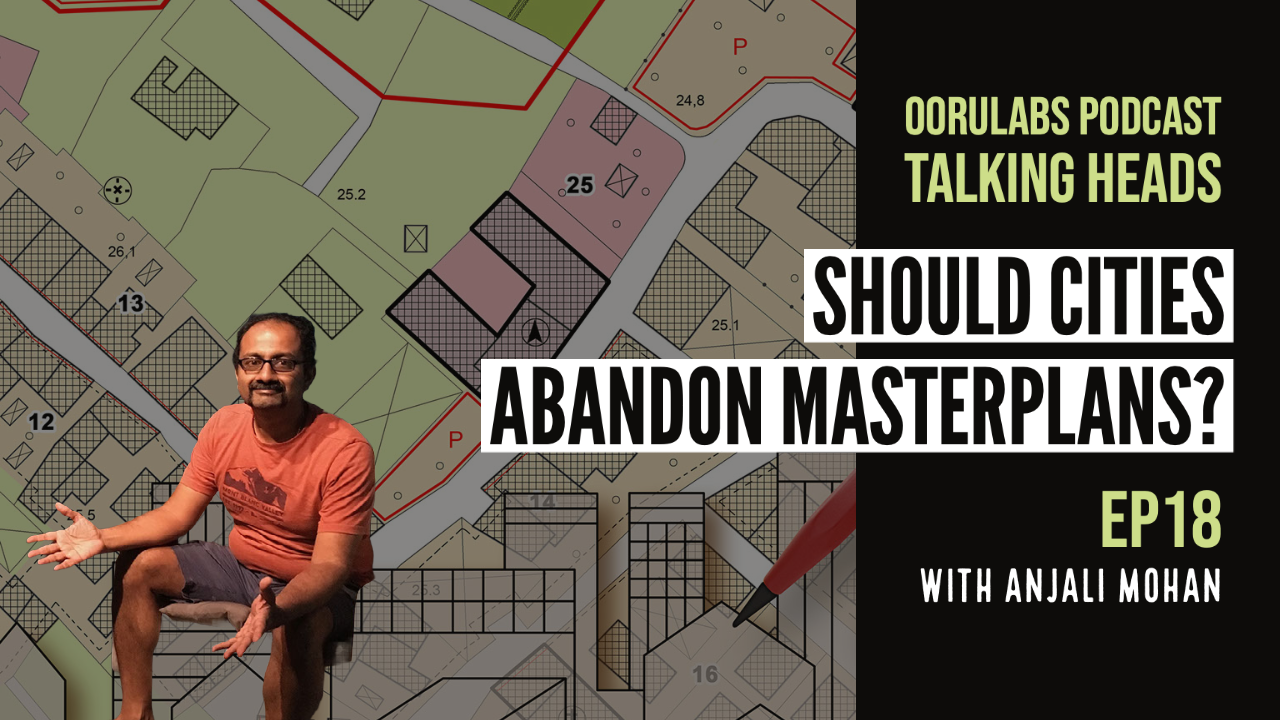 OORULABS PODCAST
TALKING HEADS
SHOULD CITIES
ABANDON MASTERPLANS?
EP18
WITH ANJALI MOHAN
P
24,8
25
25.2
26,1
13
25.1
12
P
14
25.3
16